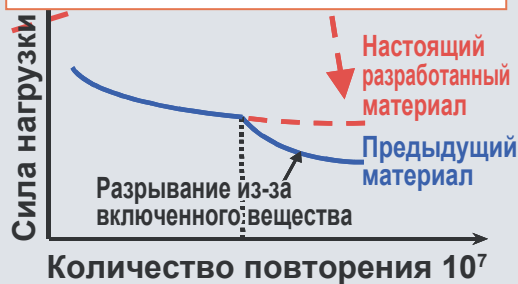 Сила нагрузки
Настоящий
разработанный
материал
Предыдущий
материал
Разрывание из-за
включенного вещества
Количество повторения 10⁷